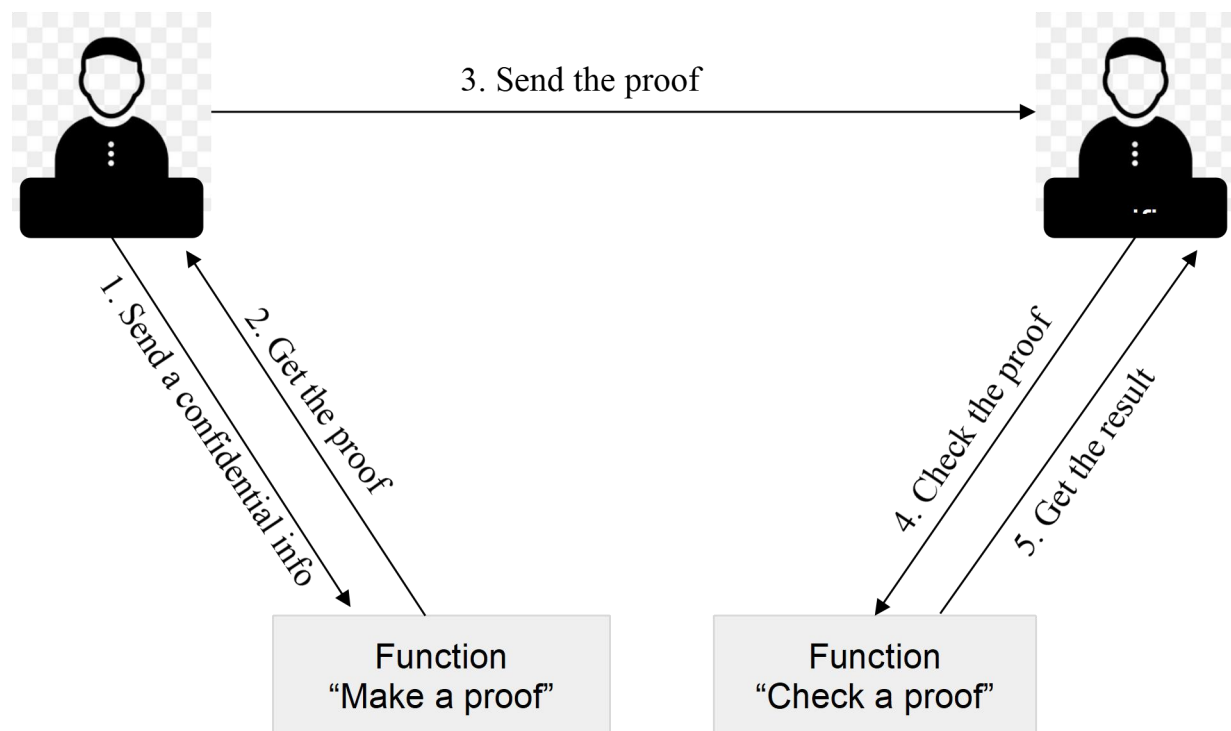 3. Send the proof
1. Send a confidential info
2. Get the proof
4. Check the proof
5. Get the result
Function
“Make a proof”
Function
“Check a proof”